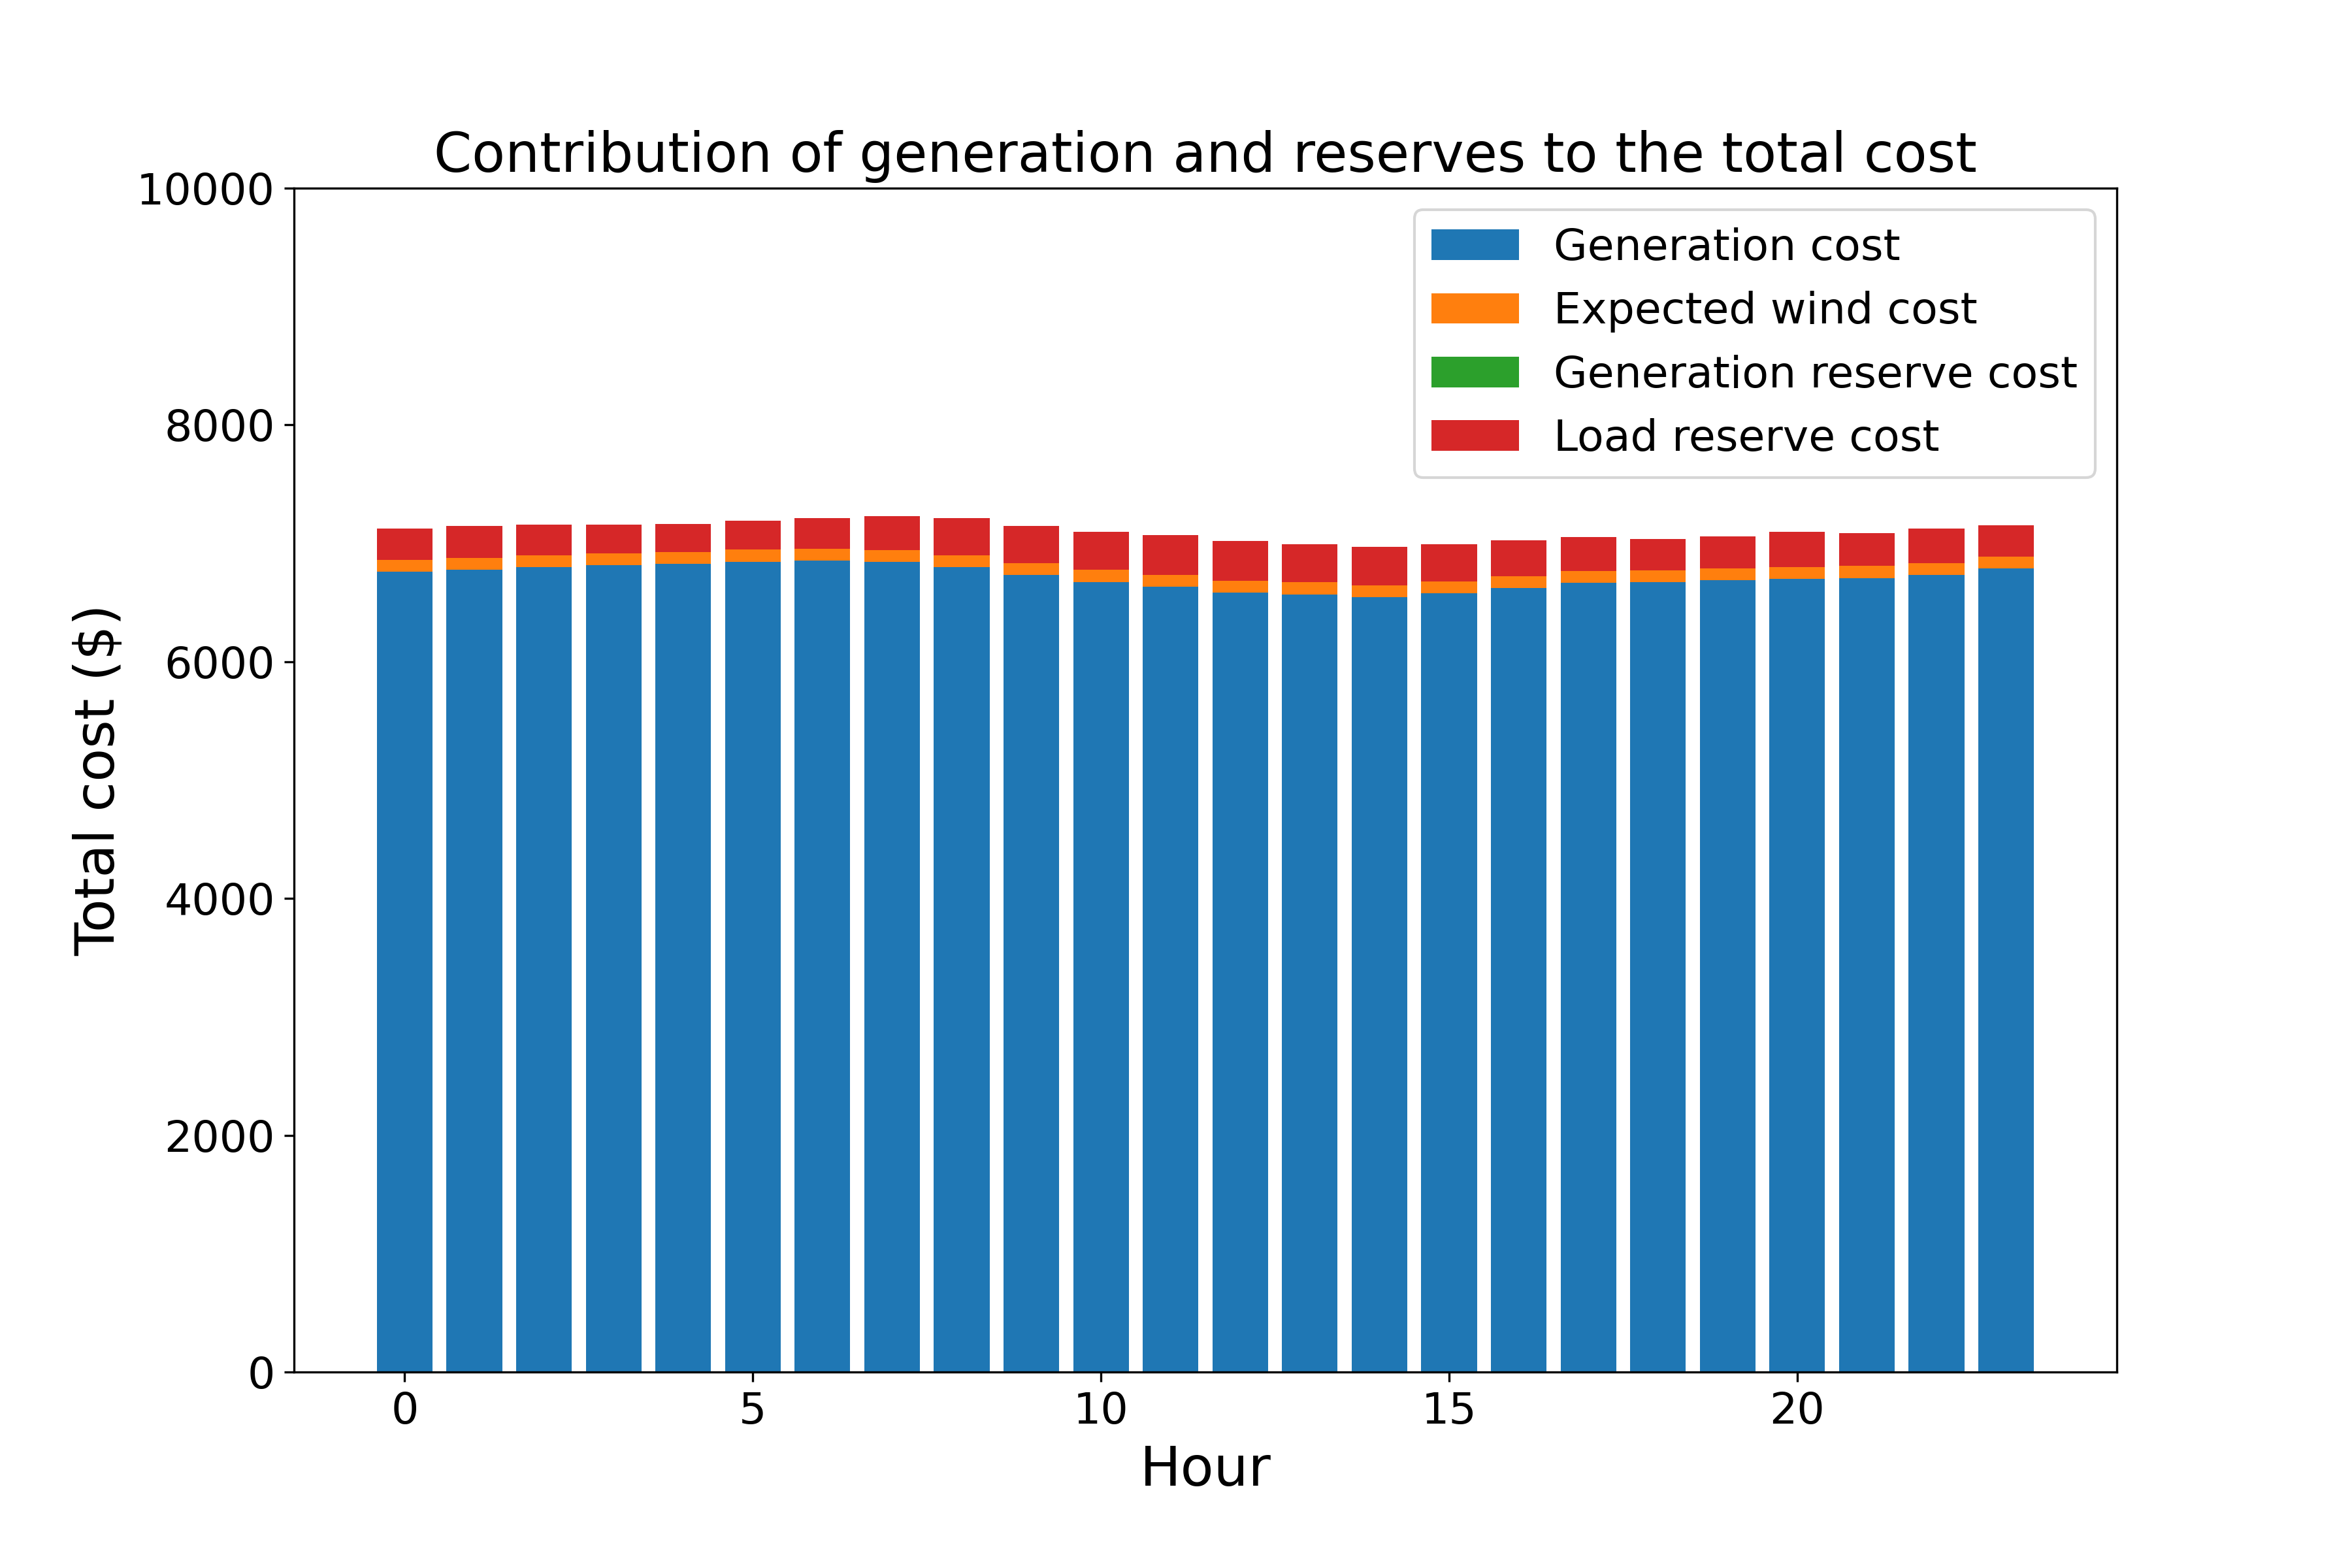 Contribution of generation and reserves to the total cost
10000
8000
6000
4000
2000
0
Total cost ($)
Generation cost
Expected wind cost
Generation reserve cost
Load reserve cost
0 5 10 15 20
Hour